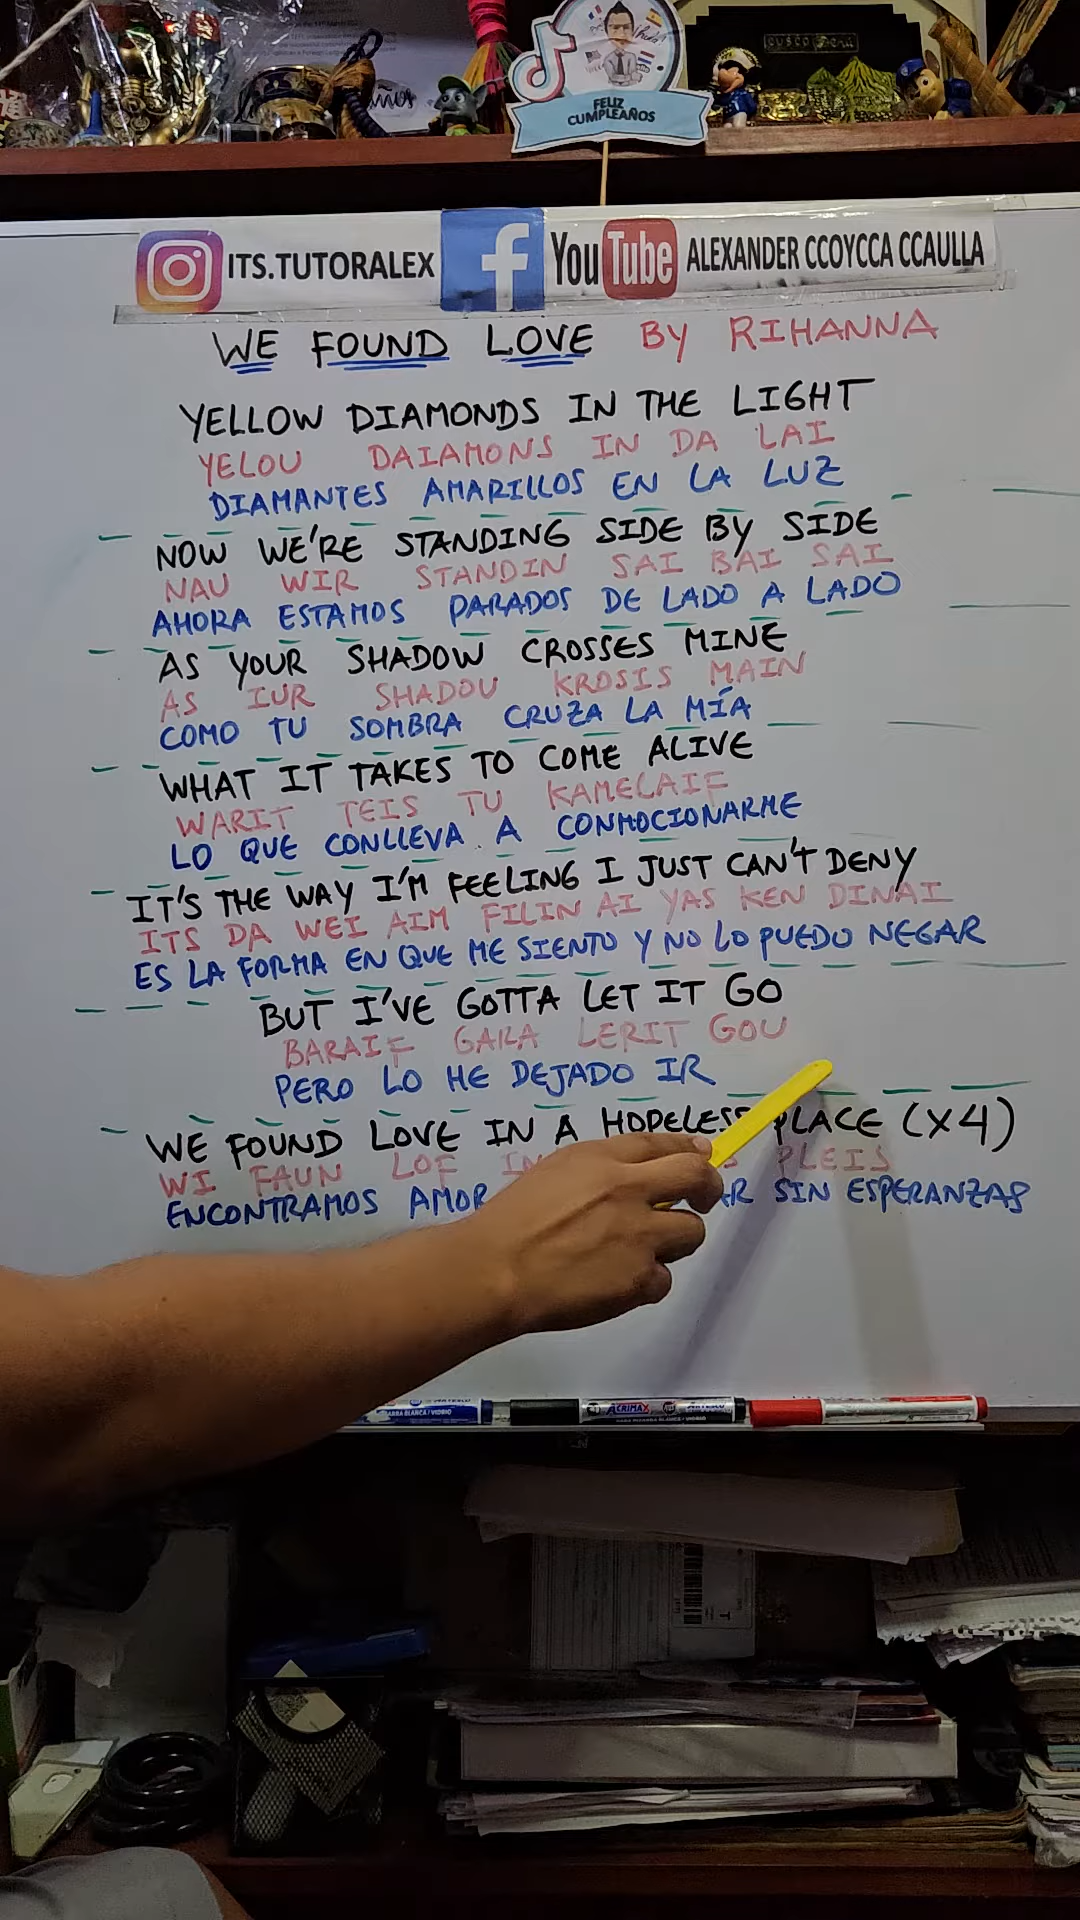 FELIZ
CUMPLEAÑOS
ITS.TUTORALEX f YouTube ALEXANDER CCOYCCA CCAULLA
WE FOUND LOVE BY RIHANNA
YELLOW DIAMONDS IN THE LIGHT
YELOU DAIAMONS IN DA LAI
DIAMANTES AMARILLOS EN LA LUZ
NOW WE'RE STANDING SIDE BY SIDE
NAU WIR STANDIN SAI BAI SAI
AHORA ESTAMOS PARADOS DE LADO A LADO
AS YOUR SHADOW CROSSES MINE
AS IUR SHADOU KROSIS MAIN
COMO TU SOMBRA CRUZA LA MÍA
WHAT IT TAKES TO COME ALIVE
WARIT TEIS TU KAMELAIF
LO QUE CONLLEVA A CONMOCIONARME
IT'S THE WAY I'M FEELING I JUST CAN'T DENY
ITS DA WEI AIM FILIN AI YAS KEN DINAI
ES LA FORMA EN QUE ME SIENTO Y NO LO PUEDO NEGAR
BUT I'VE GOTTA LET IT GO
BARAIF GARA LERIT GOU
PERO LO HE DEJADO IR
WE FOUND LOVE IN A HOPELESS PLACE (X4)
WI FAUN LOF IN PLEIS
ENCONTRAMOS AMOR SIN ESPERANZAS
ACRIMAX